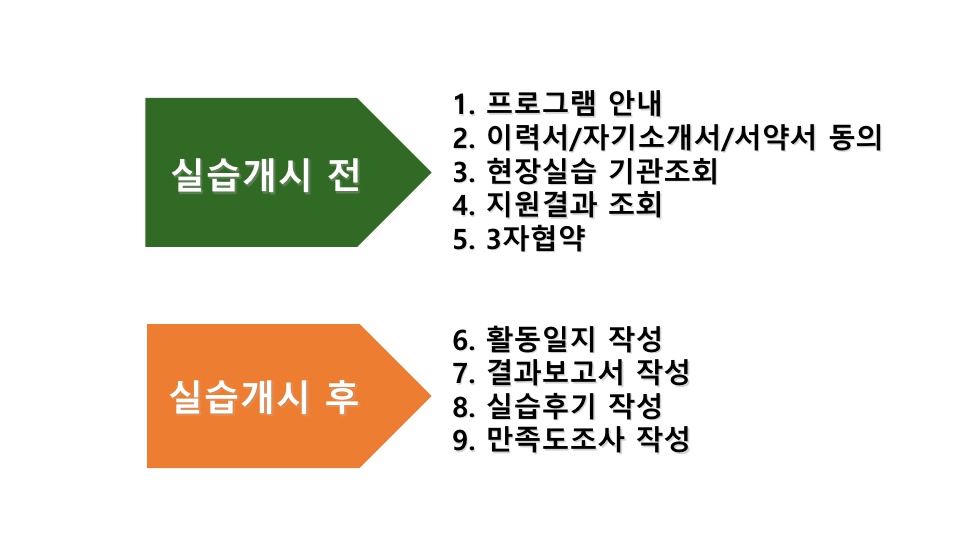 실습개시 전
1. 프로그램 안내
2. 이력서/자기소개서/서약서 동의
3. 현장실습 기관조회
4. 지원결과 조회
5. 3자협약
실습개시 후
6. 활동일지 작성
7. 결과보고서 작성
8. 실습후기 작성
9. 만족도조사 작성